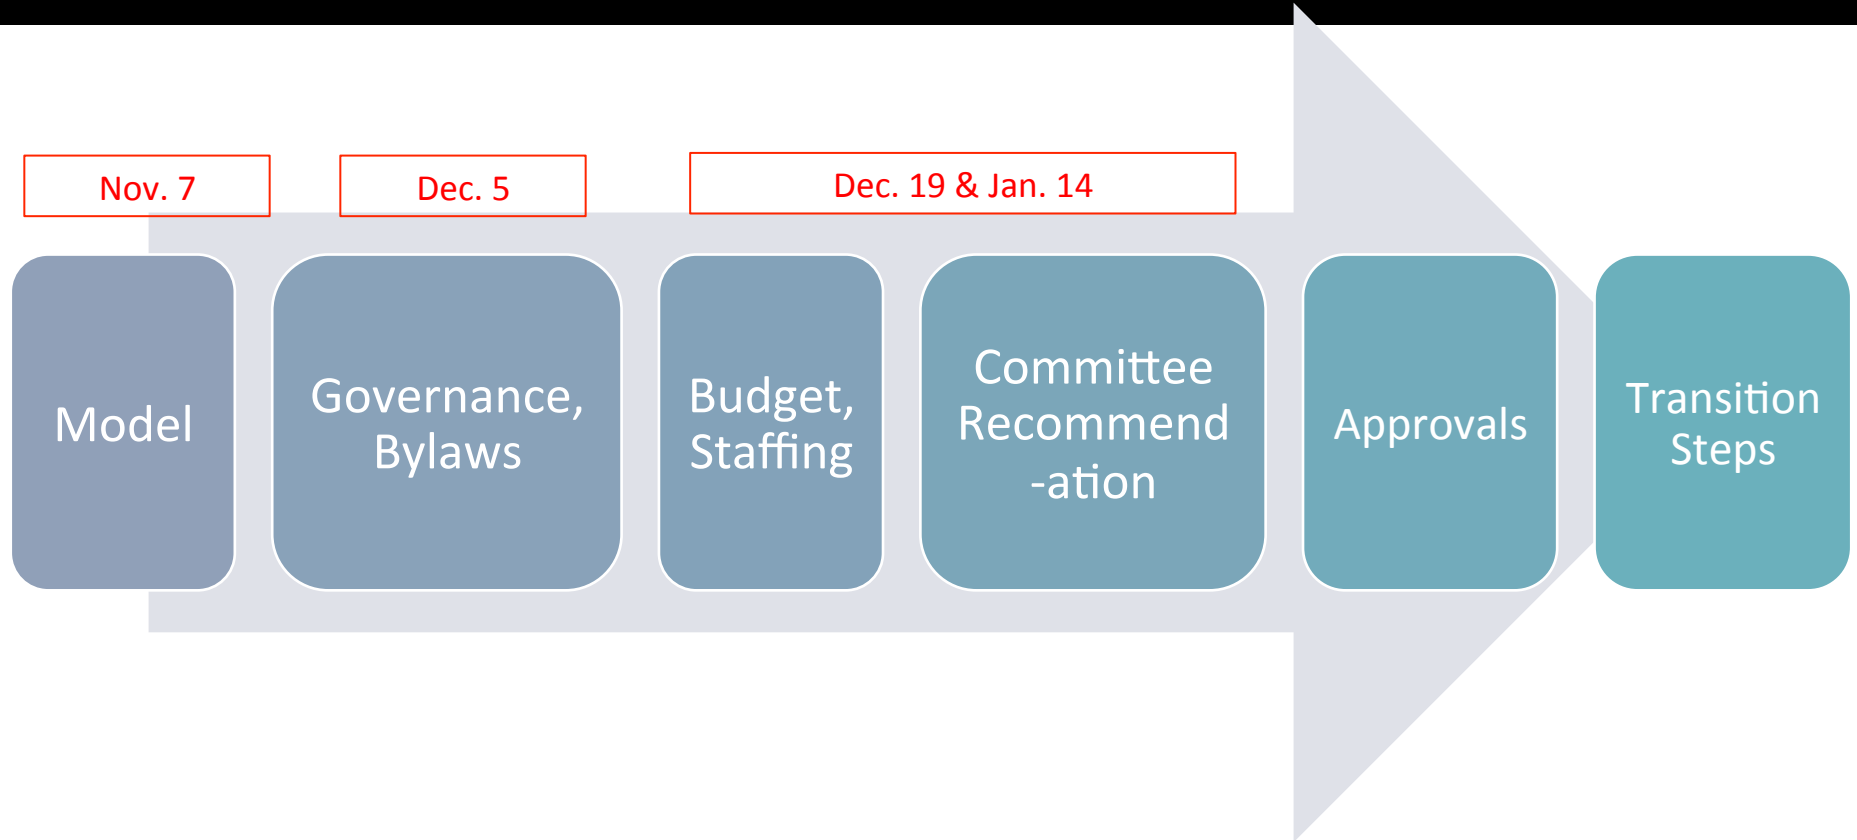 Nov. 7
Dec. 5
Dec. 19 & Jan. 14
Model
Governance,
Bylaws
Budget,
Staffing
Committee
Recommend
-ation
Approvals
Transition
Steps